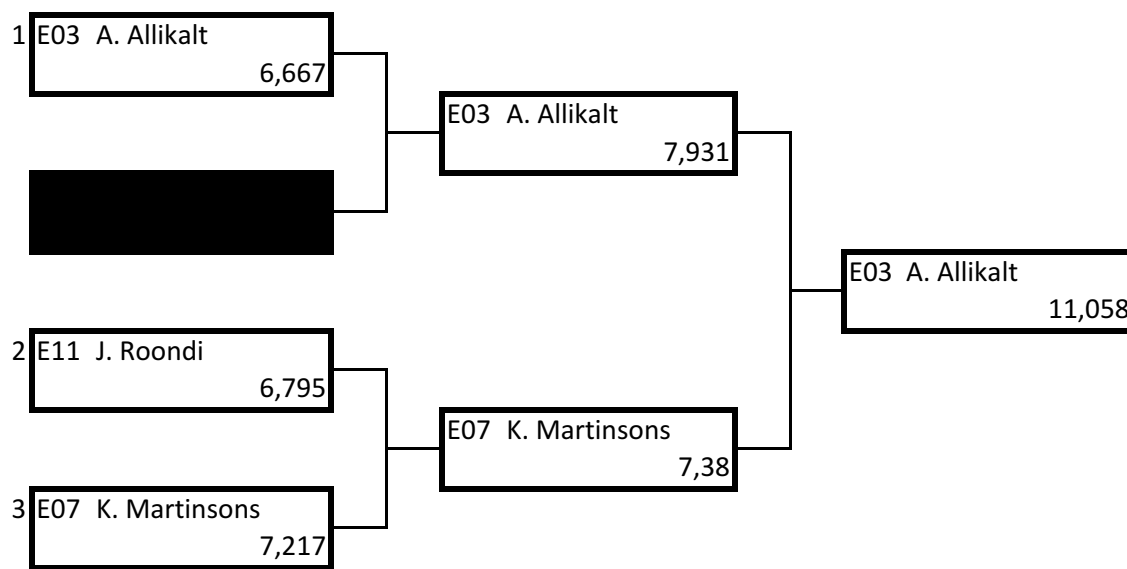 1 E03 A. Allikalt
6,667
E03 A. Allikalt
7,931
E03 A. Allikalt
11,058
2 E11 J. Roondi
6,795
E07 K. Martinsons
7,38
3 E07 K. Martinsons
7,217